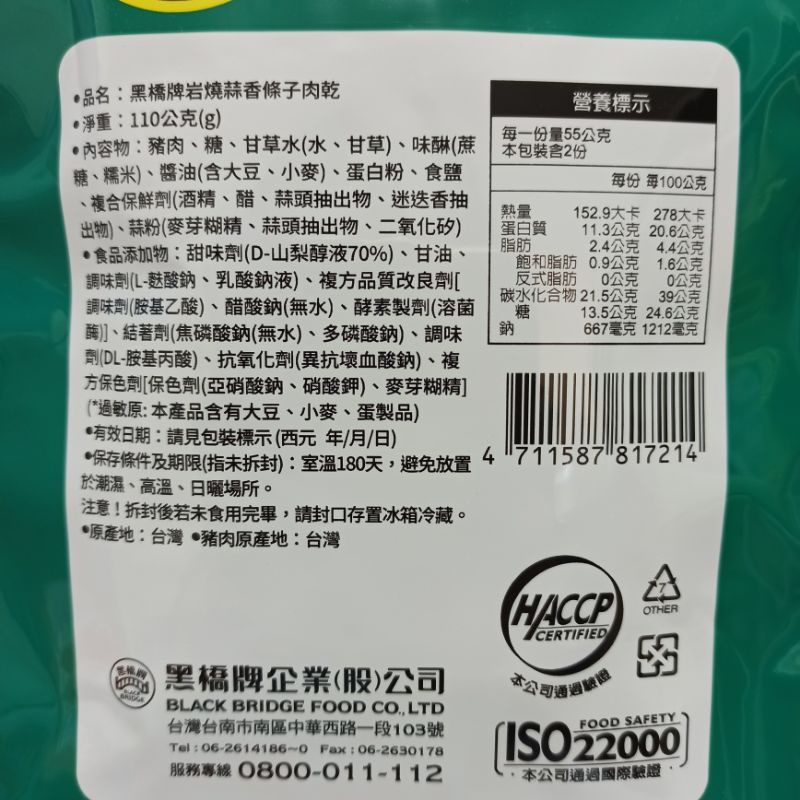 •品名：黑橋牌岩燒蒜香條子肉乾
•淨重：110公克(g)
•內容物：豬肉、糖、甘草水(水、甘草)、味醂(蔗
糖、糯米)、醬油(含大豆、小麥)、蛋白粉、食鹽
、複合保鮮劑(酒精、醋、蒜頭抽出物、迷迭香抽
出物)、蒜粉(麥芽糊精、蒜頭抽出物、二氧化矽)
•食品添加物：甜味劑(D-山梨醇液70%)、甘油、
調味劑(L-麩酸鈉、乳酸鈉液)、複方品質改良劑[
調味劑(胺基乙酸)、醋酸鈉(無水)、酵素製劑(溶菌
酶)]、結著劑(焦磷酸鈉(無水)、多磷酸鈉)、調味
劑(DL-胺基丙酸)、抗氧化劑(異抗壞血酸鈉)、複
方保色劑[保色劑(亞硝酸鈉、硝酸鉀)、麥芽糊精]
(*過敏原: 本產品含有大豆、小麥、蛋製品)
•有效日期：請見包裝標示(西元 年/月/日)
•保存條件及期限(指未拆封)：室溫180天，避免放置
於潮濕、高溫、日曬場所。
注意！拆封後若未食用完畢，請封口存置冰箱冷藏。
•原產地：台灣 •豬肉原產地：台灣
營養標示
每一份量55公克
本包裝含2份
每份 每100公克
熱量 152.9大卡 278大卡
蛋白質 11.3公克 20.6公克
脂肪 2.4公克 4.4公克
飽和脂肪 0.9公克 1.6公克
反式脂肪 0公克 0公克
碳水化合物 21.5公克 39公克
糖 13.5公克 24.6公克
鈉 667毫克 1212毫克
4 711587 817214
HACCP
CERTIFIED
本公司通過驗證
7
OTHER
黑橋牌
BLACK
BRIDGE
黑橋牌企業(股)公司
BLACK BRIDGE FOOD CO., LTD
台灣台南市南區中華西路一段103號
Tel：06-2614186~0 Fax：06-2630178
服務專線 0800-011-112
FOOD SAFETY
ISO22000
·本公司通過國際驗證·